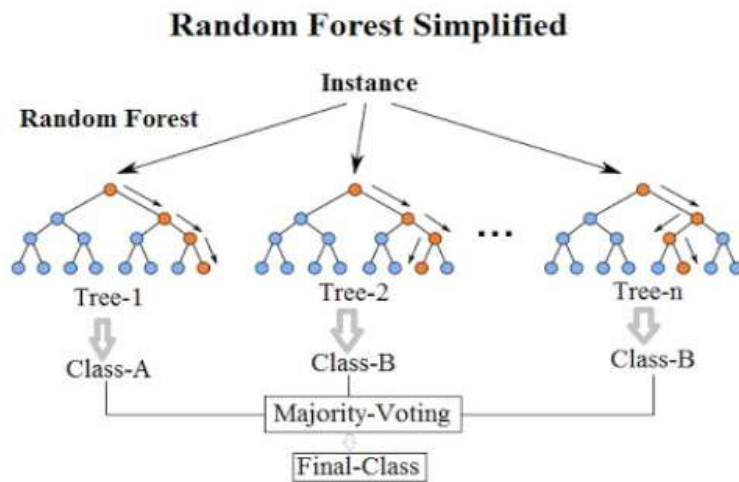 Random Forest Simplified
Instance
Random Forest
...
Tree-1 Tree-2 Tree-n
Class-A Class-B Class-B
Majority-Voting
Final-Class